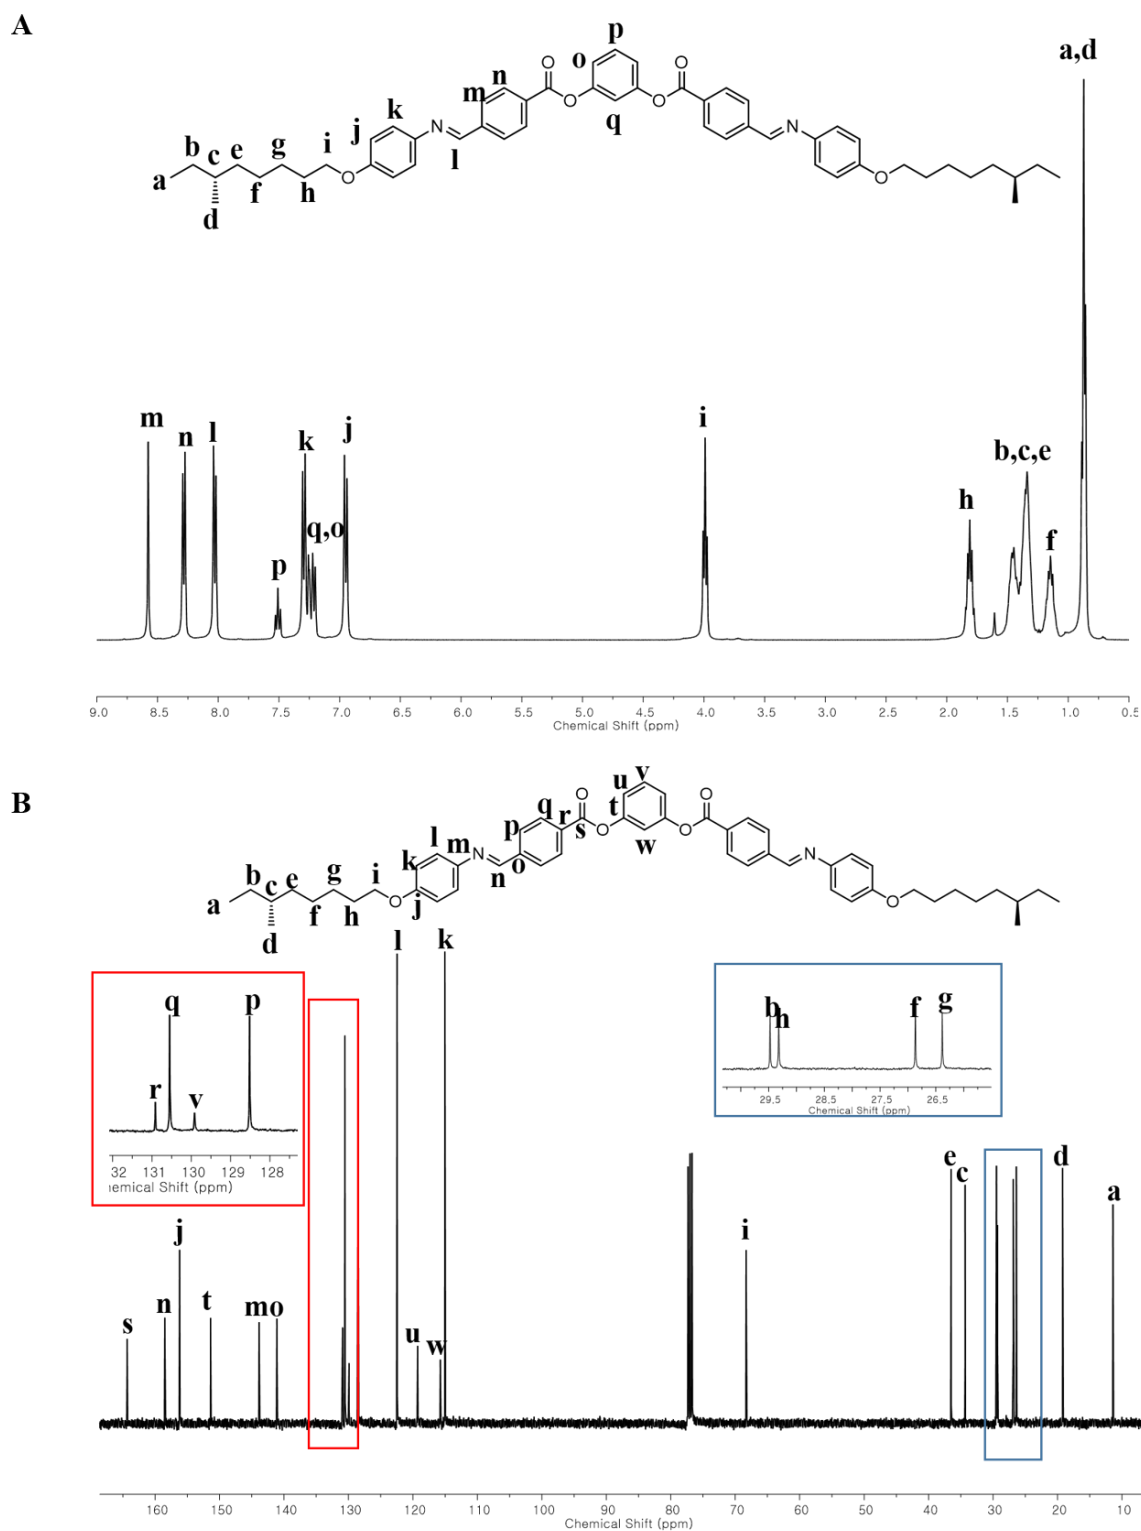 A
p
O O
o
n
O O
m q
k
j N N
l
g i
b e
c
a f h O O
d
a,d
m
n l
k j
i
b,c,e
h
q,o
p f
9.0 8.5 8.0 7.5 7.0 6.5 6.0 5.5 5.0 4.5 4.0 3.5 3.0 2.5 2.0 1.5 1.0 0.5
Chemical Shift (ppm)
B
v
u
O O
q t
r
p s O O
w
l m
N o N
k n
g i
b e
c
a f h O j O
d
l k
q p
r v
32 131 130 129 128
emical Shift (ppm)
b h f g
29.5 28.5 27.5 26.5
Chemical Shift (ppm)
e c d
a
j
i
n t
m o
s u w
160 150 140 130 120 110 100 90 80 70 60 50 40 30 20 10
Chemical Shift (ppm)